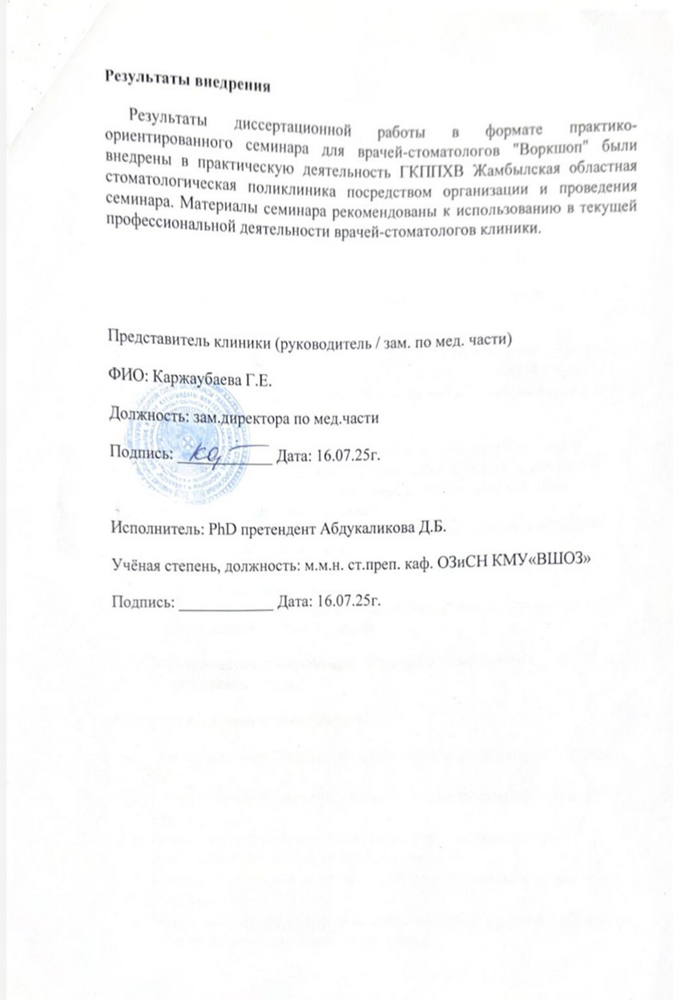 Результаты внедрения
Результаты диссертационной работы в формате практико-
ориентированного семинара для врачей-стоматологов "Воркшоп" были
внедрены в практическую деятельность ГКППХВ Жамбылская областная
стоматологическая поликлиника посредством организации и проведения
семинара. Материалы семинара рекомендованы к использованию в текущей
профессиональной деятельности врачей-стоматологов клиники.
Представитель клиники (руководитель / зам. по мед. части)
ФИО: Каржаубаева Г.Е.
Должность: зам.директора по мед.части
Подпись: ____________ Дата: 16.07.25г.
Исполнитель: PhD претендент Абдукаликова Д.Б.
Учёная степень, должность: м.м.н. ст.преп. каф. ОЗиСН КМУ«ВШОЗ»
Подпись: ____________ Дата: 16.07.25г.